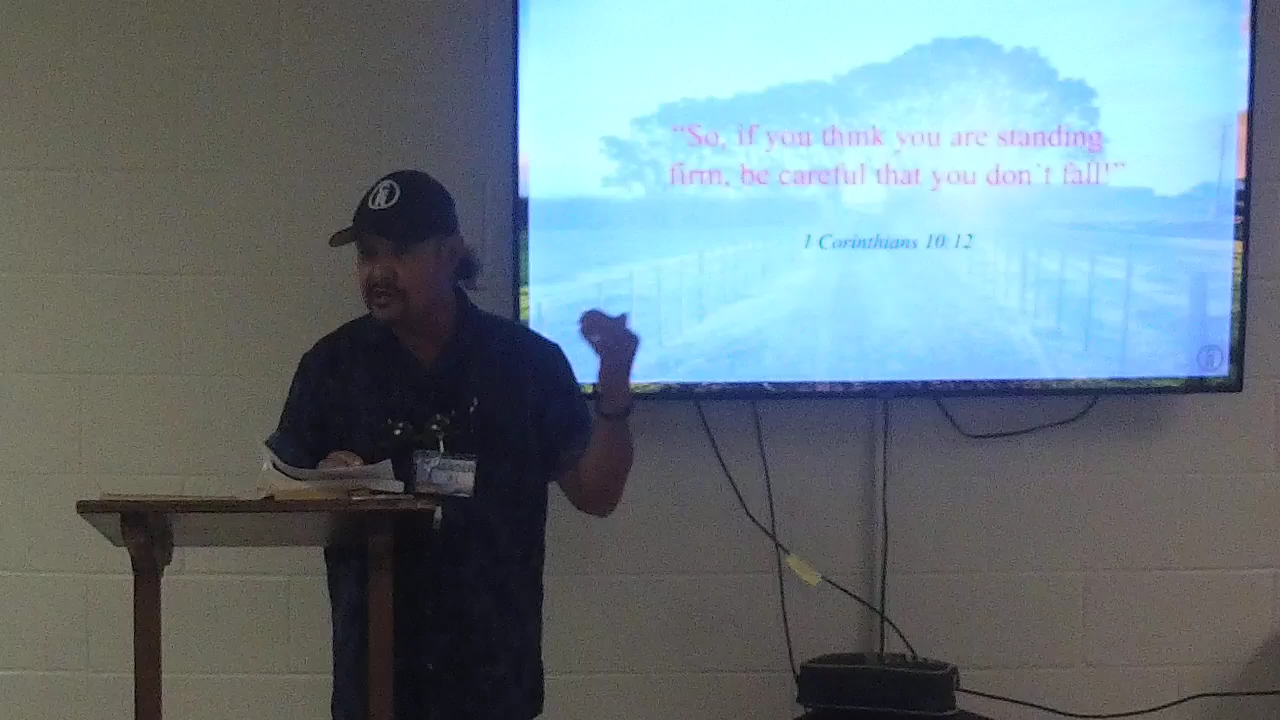 “So, if you think you are standing
firm, be careful that you don’t fall!”
1 Corinthians 10:12